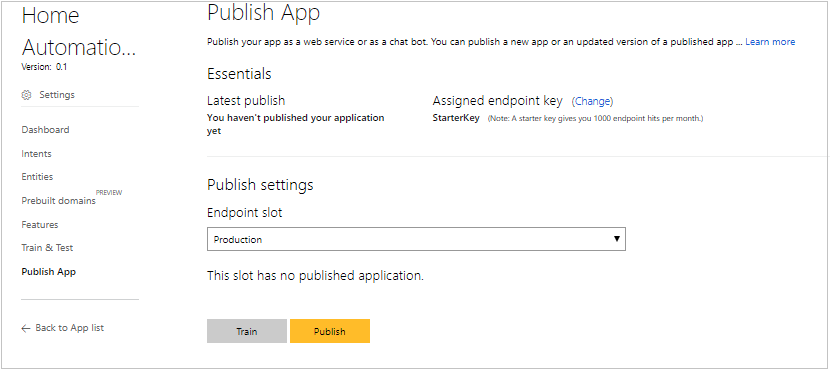 Home
Automatio...
Version: 0.1
Settings
Dashboard
Intents
Entities
Prebuilt domains PREVIEW
Features
Train & Test
Publish App
Back to App list
Publish App
Publish your app as a web service or as a chat bot. You can publish a new app or an updated version of a published app ... Learn more
Essentials
Latest publish
You haven't published your application
yet
Assigned endpoint key (Change)
StarterKey (Note: A starter key gives you 1000 endpoint hits per month.)
Publish settings
Endpoint slot
Production
This slot has no published application.
Train
Publish